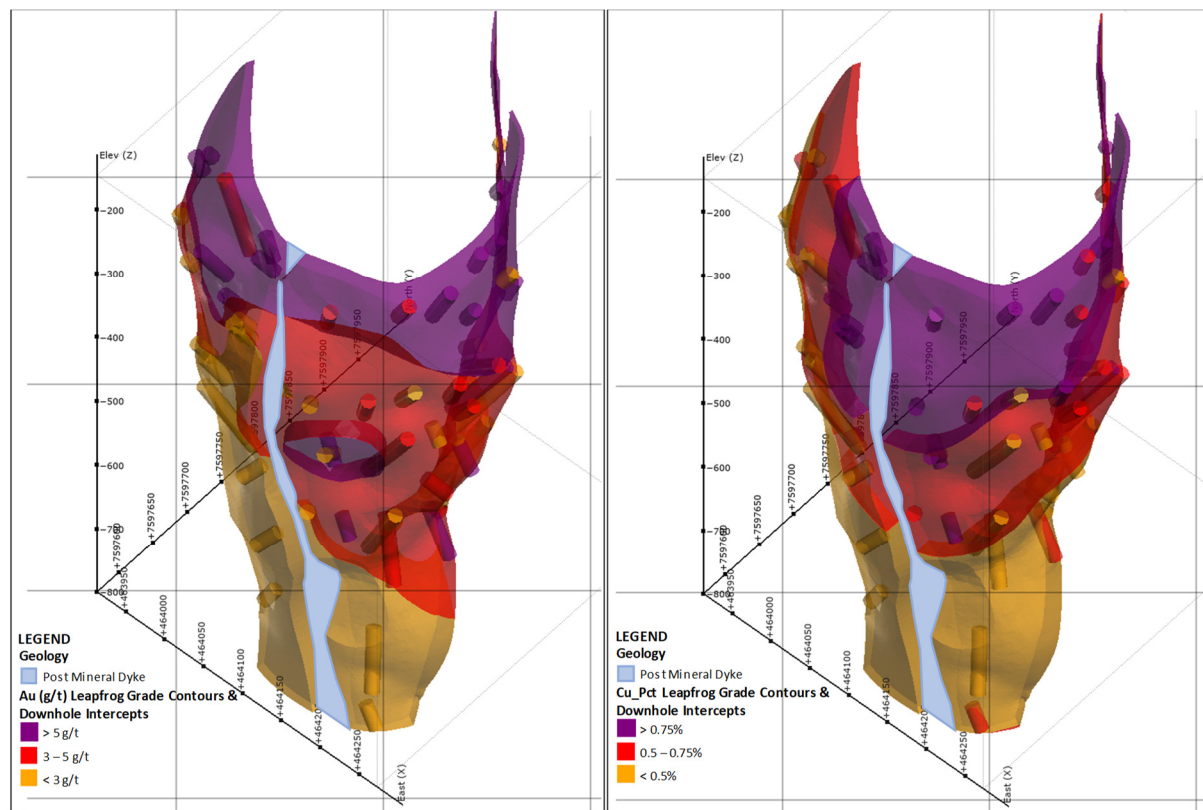 Elev (Z)
−200
−300
−400
−500
−600
−700
−800
+7597600
+7597650
+7597700
+7597750
+7597850
+7597900
+7597950
North (Y)
+464000
+464050
+464100
+464150
+464250
East (X)
LEGEND
Geology
Post Mineral Dyke
Au (g/t) Leapfrog Grade Contours &
Downhole Intercepts
> 5 g/t
3 – 5 g/t
< 3 g/t
Elev (Z)
−200
−300
−400
−500
−600
−700
−800
+7597650
+7597700
+7597750
+7597850
+7597900
+7597950
North (Y)
+464000
+464050
+464100
+464150
+464250
East (X)
LEGEND
Geology
Post Mineral Dyke
Cu_Pct Leapfrog Grade Contours &
Downhole Intercepts
> 0.75%
0.5 – 0.75%
< 0.5%